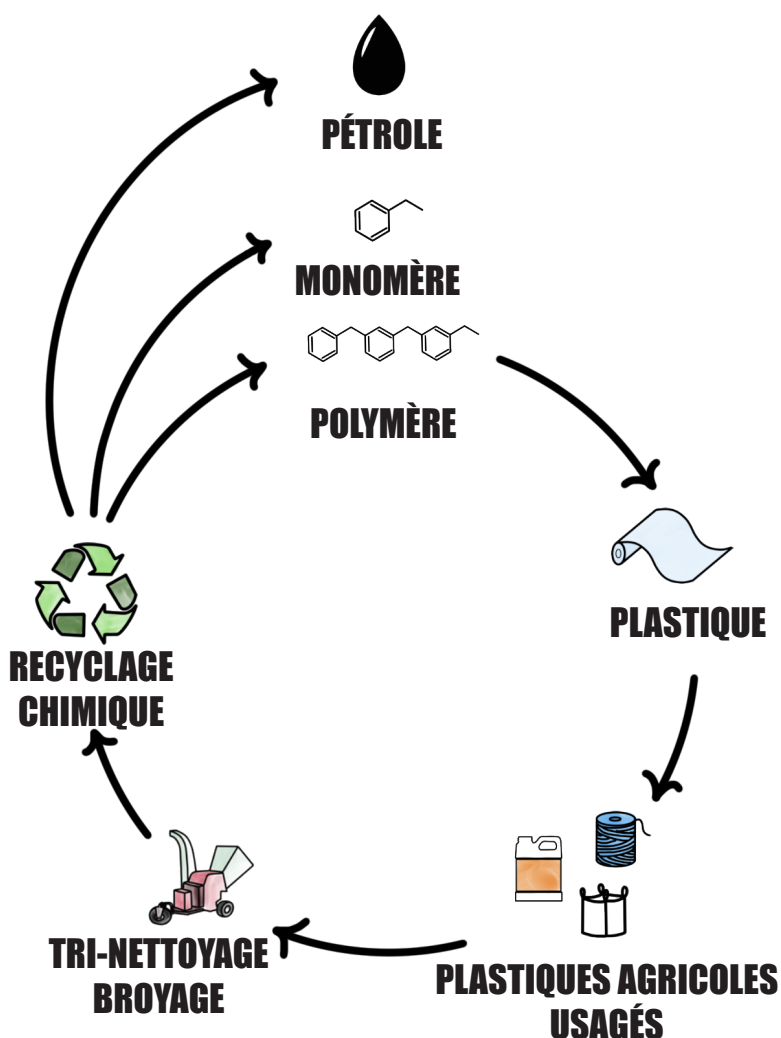 PÉTROLE
MONOMÈRE
POLYMÈRE
PLASTIQUE
RECYCLAGE
CHIMIQUE
TRI-NETTOYAGE
BROYAGE
PLASTIQUES AGRICOLES
USAGÉS